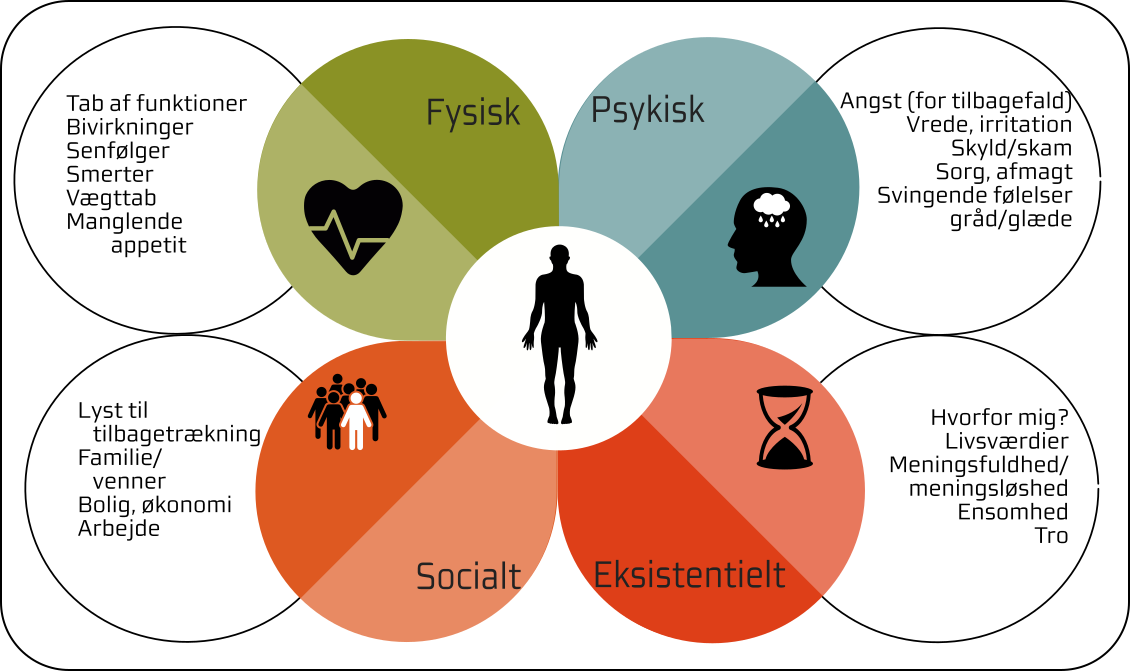 Fysisk
Tab af funktioner
Bivirkninger
Senfølger
Smerter
Vægttab
Manglende
appetit
Psykisk
Angst (for tilbagefald)
Vrede, irritation
Skyld/skam
Sorg, afmagt
Svingende følelser
gråd/glæde
Lyst til
tilbagetrækning
Familie/
venner
Bolig, økonomi
Arbejde
Socialt
Hvorfor mig?
Livsværdier
Meningsfuldhed/
meningsløshed
Ensomhed
Tro
Eksistentielt